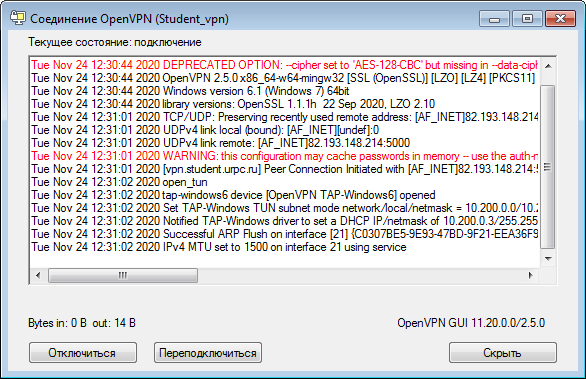 Соединение OpenVPN (Student_vpn)
Текущее состояние: подключение
Tue Nov 24 12:30:44 2020 DEPRECATED OPTION: --cipher set to 'AES-128-CBC' but missing in --data-ciph
Tue Nov 24 12:30:44 2020 OpenVPN 2.5.0 x86_64-w64-mingw32 [SSL (OpenSSL)] [LZO] [LZ4] [PKCS11]
Tue Nov 24 12:30:44 2020 Windows version 6.1 (Windows 7) 64bit
Tue Nov 24 12:30:44 2020 library versions: OpenSSL 1.1.1h  22 Sep 2020, LZO 2.10
Tue Nov 24 12:31:01 2020 TCP/UDP: Preserving recently used remote address: [AF_INET]82.193.148.214
Tue Nov 24 12:31:01 2020 UDPv4 link local (bound): [AF_INET][undef]:0
Tue Nov 24 12:31:01 2020 UDPv4 link remote: [AF_INET]82.193.148.214:5000
Tue Nov 24 12:31:01 2020 WARNING: this configuration may cache passwords in memory -- use the auth-n
Tue Nov 24 12:31:01 2020 [vpn.student.urpc.ru] Peer Connection Initiated with [AF_INET]82.193.148.214:5
Tue Nov 24 12:31:02 2020 open_tun
Tue Nov 24 12:31:02 2020 tap-windows6 device [OpenVPN TAP-Windows6] opened
Tue Nov 24 12:31:02 2020 Set TAP-Windows TUN subnet mode network/local/netmask = 10.200.0.0/10.2
Tue Nov 24 12:31:02 2020 Notified TAP-Windows driver to set a DHCP IP/netmask of 10.200.0.3/255.255
Tue Nov 24 12:31:02 2020 Successful ARP Flush on interface [21] {C0307BE5-9E93-47BD-9F21-EEA36F9
Tue Nov 24 12:31:02 2020 IPv4 MTU set to 1500 on interface 21 using service
Bytes in: 0 B  out: 14 B
OpenVPN GUI 11.20.0.0/2.5.0
Отключиться
Переподключиться
Скрыть